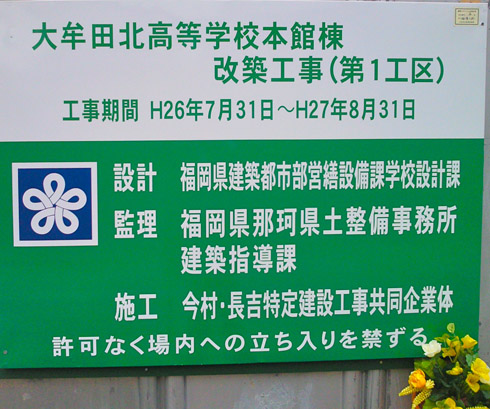 大牟田北高等学校本館棟
改築工事(第1工区)
工事期間 H26年7月31日~H27年8月31日
設計 福岡県建築都市部営繕設備課学校設計課
監理 福岡県那珂県土整備事務所
建築指導課
施工 今村・長吉特定建設工事共同企業体
許可なく場内への立ち入りを禁ずる